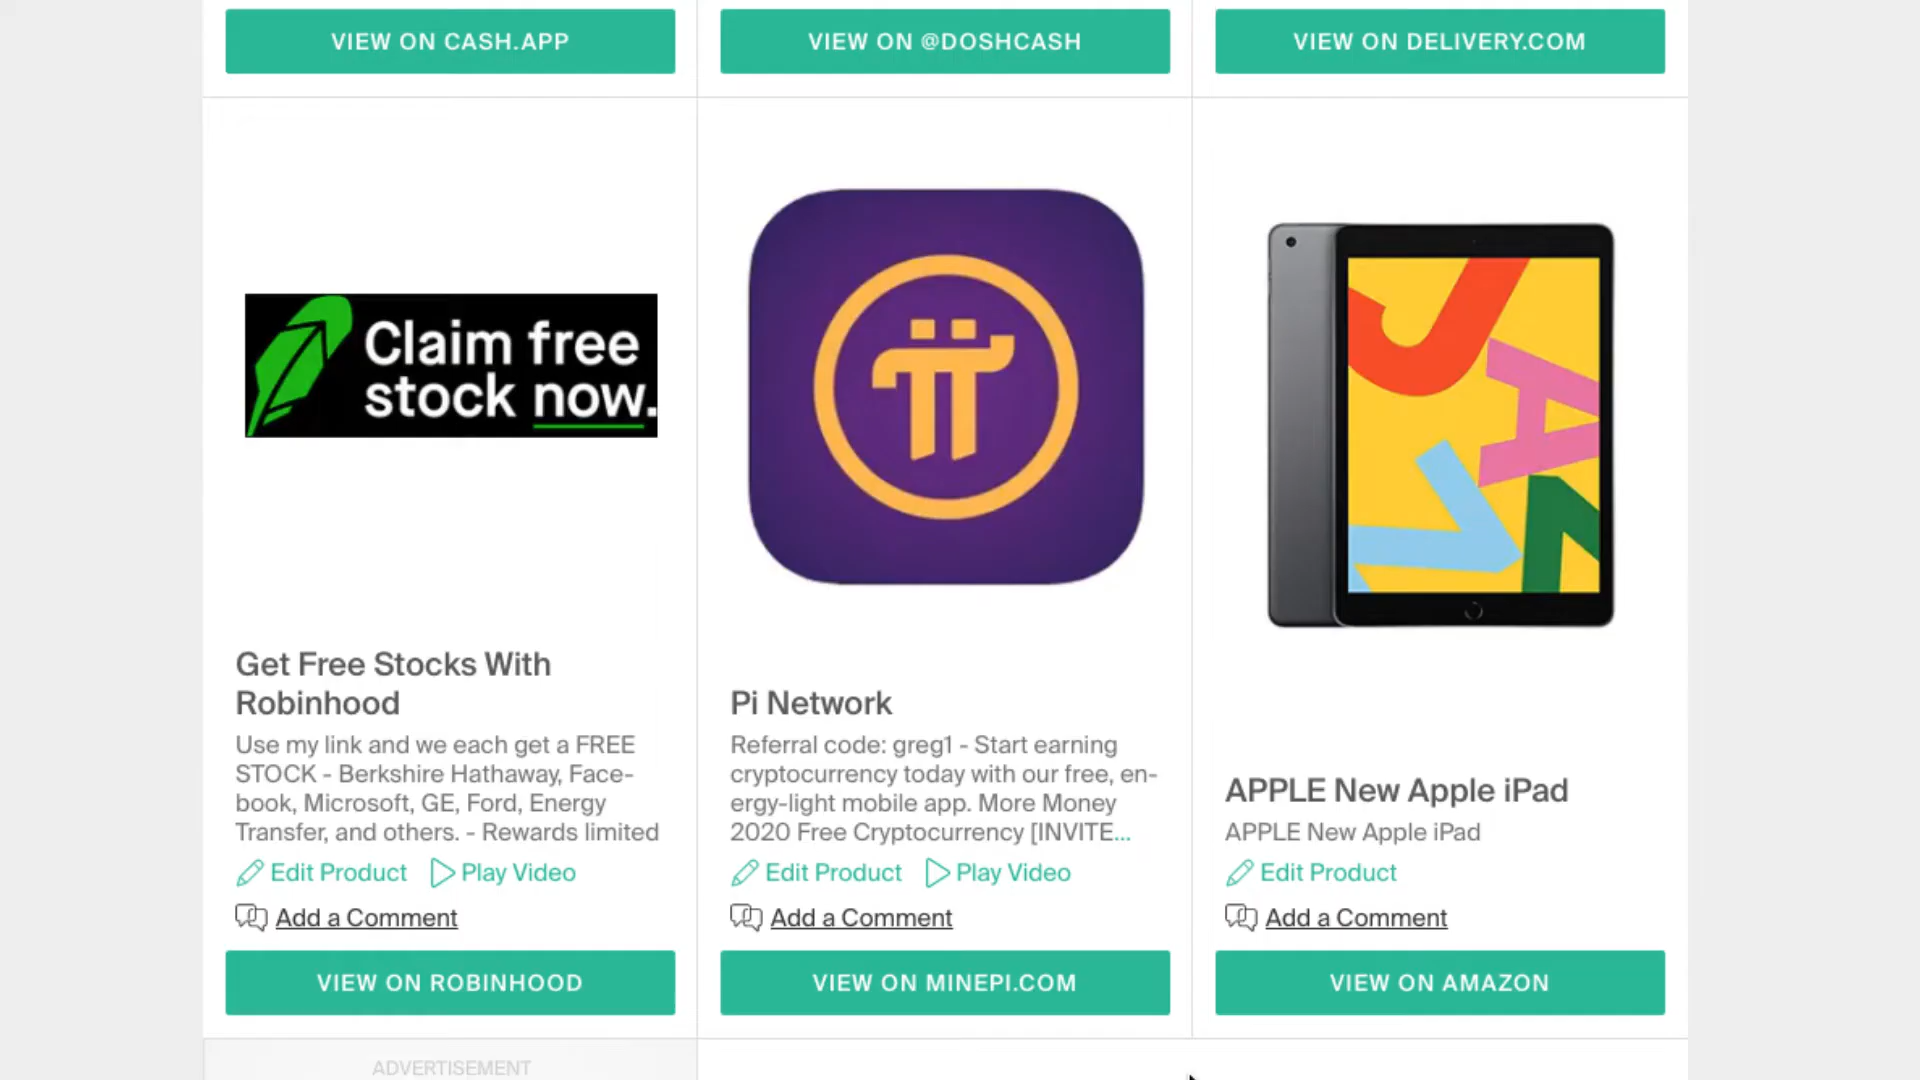 VIEW ON CASH.APP
VIEW ON @DOSHCASH
VIEW ON DELIVERY.COM
Claim free
stock now.
Get Free Stocks With
Robinhood
Use my link and we each get a FREE
STOCK - Berkshire Hathaway, Face-
book, Microsoft, GE, Ford, Energy
Transfer, and others. - Rewards limited
Edit Product
Play Video
Add a Comment
VIEW ON ROBINHOOD
Pi Network
Referral code: greg1 - Start earning
cryptocurrency today with our free, en-
ergy-light mobile app. More Money
2020 Free Cryptocurrency [INVITE...
Edit Product
Play Video
Add a Comment
VIEW ON MINEPI.COM
APPLE New Apple iPad
APPLE New Apple iPad
Edit Product
Add a Comment
VIEW ON AMAZON
ADVERTISEMENT